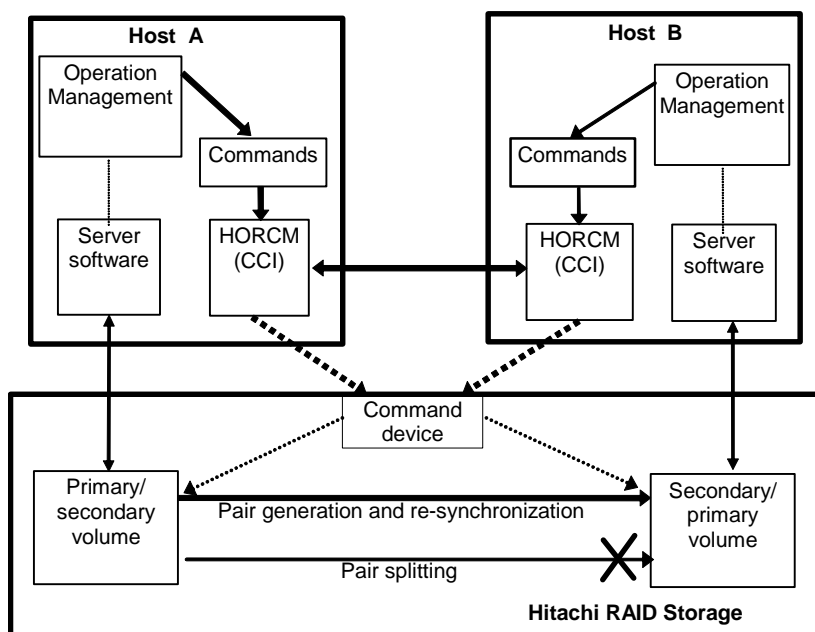 Host A
Operation
Management
Commands
Server
software
HORCM
(CCI)
Host B
Operation
Management
Commands
HORCM
(CCI)
Server
software
Command
device
Primary/
secondary
volume
Pair generation and re-synchronization
Pair splitting
Secondary/
primary
volume
Hitachi RAID Storage